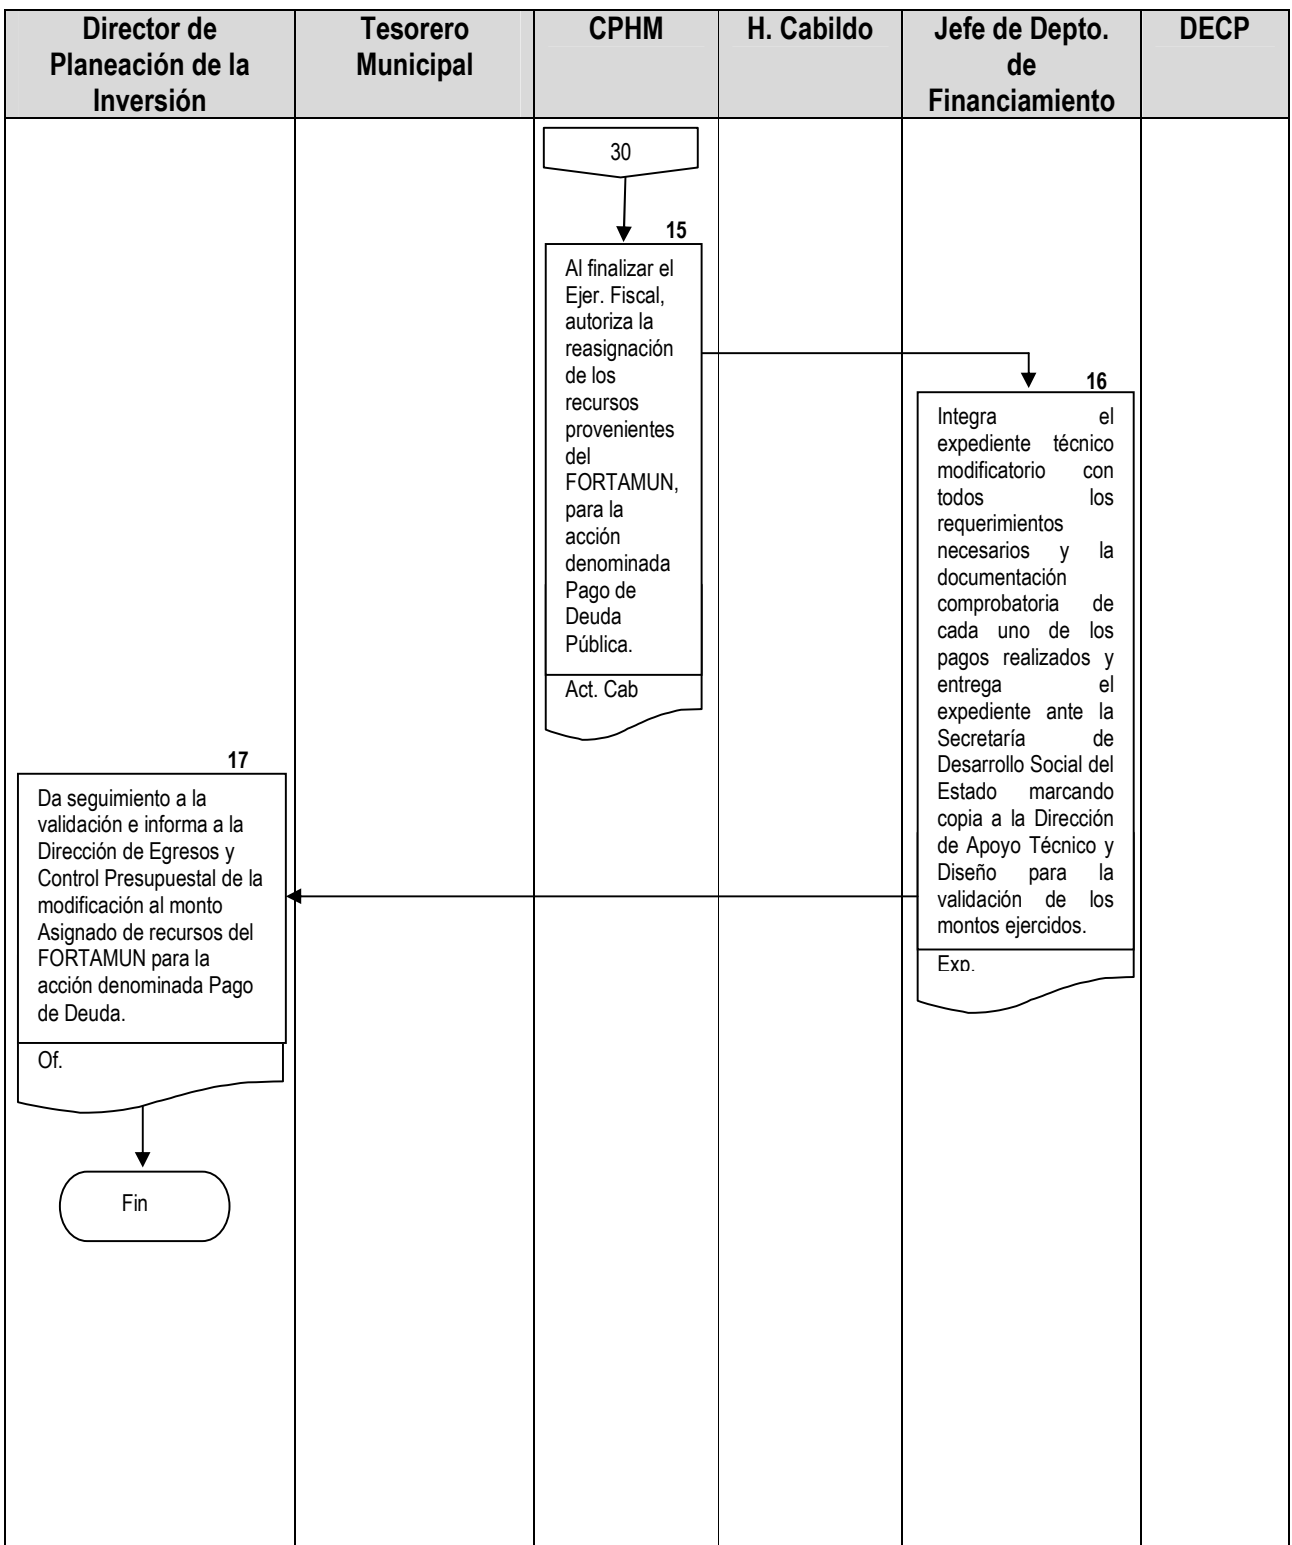 Director de
Planeación de la
Inversión
Tesorero
Municipal
CPHM
H. Cabildo
Jefe de Depto.
de
Financiamiento
DECP
30
15
Al finalizar el
Ejer. Fiscal,
autoriza la
reasignación
de los
recursos
provenientes
del
FORTAMUN,
para la
acción
denominada
Pago de
Deuda
Pública.
Act. Cab
16
Integra el
expediente técnico
modificatorio con
todos los
requerimientos
necesarios y la
documentación
comprobatoria de
cada uno de los
pagos realizados y
entrega el
expediente ante la
Secretaría de
Desarrollo Social del
Estado marcando
copia a la Dirección
de Apoyo Técnico y
Diseño para la
validación de los
montos ejercidos.
Exp.
17
Da seguimiento a la
validación e informa a la
Dirección de Egresos y
Control Presupuestal de la
modificación al monto
Asignado de recursos del
FORTAMUN para la
acción denominada Pago
de Deuda.
Of.
Fin